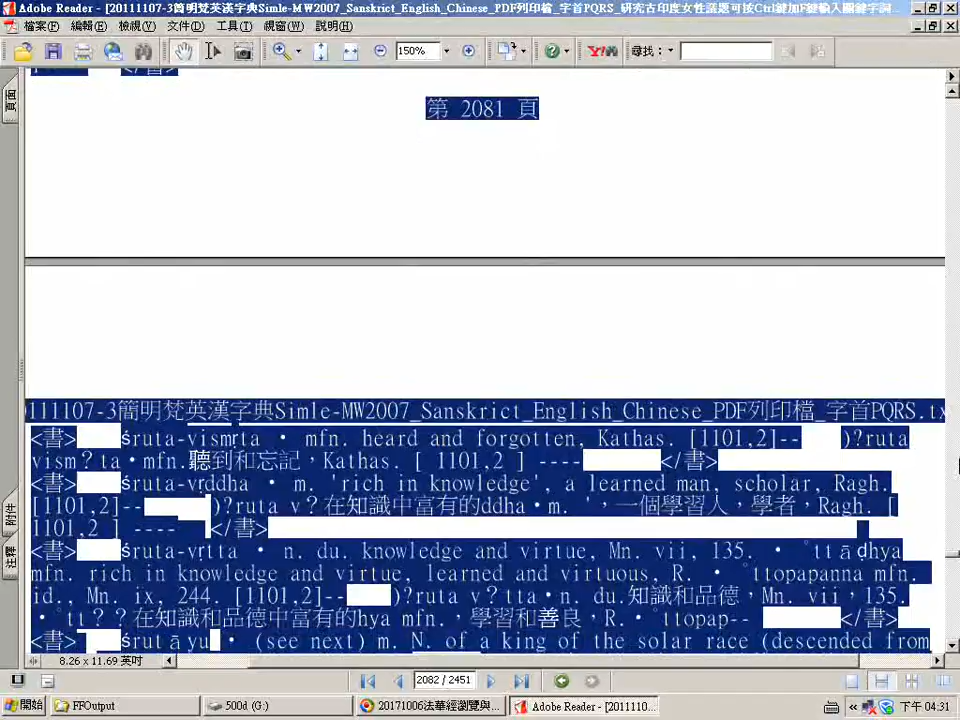 Adobe Reader - [20111107-3簡明梵英漢字典Simle-MW2007_Sanskrict_English_Chinese_PDF列印檔_字首PQRS_研究古印度女性議題可按Ctrl鍵加F鍵輸入關鍵字詞
檔案(F) 編輯(E) 檢視(V) 文件(D) 工具(T) 視窗(W) 說明(H)
150% Y! 尋找：
頁面
</書>
第 2081 頁
0111107-3簡明梵英漢字典Simle-MW2007_Sanskrict_English_Chinese_PDF列印檔_字首PQRS.tx
<書> śruta-vismṛta • mfn. heard and forgotten, Kathas. [1101,2]-- )?ruta
vism？ta•mfn.聽到和忘記，Kathas. [ 1101,2 ] ---- </書>
<書> śruta-vṛddha • m. 'rich in knowledge', a learned man, scholar, Ragh.
[1101,2]-- )?ruta v？在知識中富有的ddha•m. '，一個學習人，學者，Ragh. [
1101,2 ] ---- </書>
<書> śruta-vṛtta • n. du. knowledge and virtue, Mn. vii, 135. • ˚ttāḍhya
mfn. rich in knowledge and virtue, learned and virtuous, R. • ˚ttopapanna mfn.
id., Mn. ix, 244. [1101,2]-- )?ruta v？tta•n. du.知識和品德，Mn. vii，135.
•˚tt？？在知識和品德中富有的hya mfn.，學習和善良，R.•˚ttopap-- </書>
<書> śrutāyu • (see next) m. N. of a king of the solar race (descended from
附件
注釋
8.26 x 11.69 英吋
2082 / 2451
開始 FFOutput 500d (G:) 20171006法華經瀏覽與... Adobe Reader - [2011110... 下午 04:31